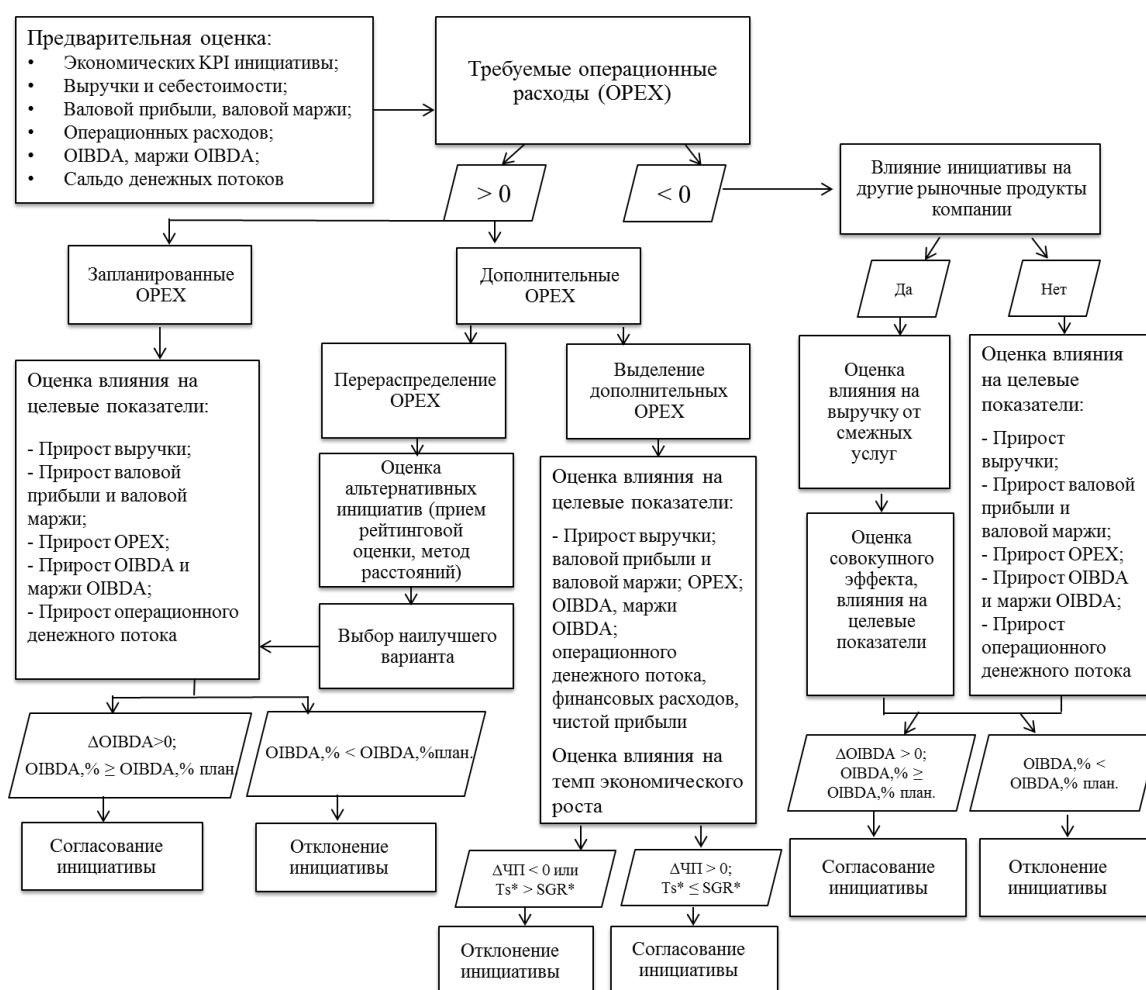 Предварительная оценка:
• Экономических KPI инициативы;
• Выручки и себестоимости;
• Валовой прибыли, валовой маржи;
• Операционных расходов;
• OIBDA, маржи OIBDA;
• Сальдо денежных потоков
Требуемые операционные
расходы (OPEX)
> 0
< 0
Влияние инициативы на
другие рыночные продукты
компании
Запланированные
OPEX
Дополнительные
OPEX
Да
Нет
Оценка влияния на
целевые показатели:
- Прирост выручки;
- Прирост валовой
прибыли и валовой
маржи;
- Прирост OPEX;
- Прирост OIBDA и
маржи OIBDA;
- Прирост операционного
денежного потока
Перераспределение
OPEX
Выделение
дополнительных
OPEX
Оценка
альтернативных
инициатив (прием
рейтинговой
оценки, метод
расстояний)
Выбор наилучшего
варианта
Оценка влияния на
целевые показатели:
- Прирост выручки;
валовой прибыли и
валовой маржи; OPEX;
OIBDA, маржи
OIBDA;
операционного
денежного потока,
финансовых расходов,
чистой прибыли
Оценка влияния на
темп экономического
роста
Оценка
влияния на
выручку от
смежных
услуг
Оценка
совокупного
эффекта,
влияния на
целевые
показатели
Оценка влияния
на целевые
показатели:
- Прирост
выручки;
- Прирост валовой
прибыли и
валовой маржи;
- Прирост OPEX;
- Прирост OIBDA
и маржи OIBDA;
- Прирост
операционного
денежного потока
ΔOIBDA>0;
OIBDA,% ≥ OIBDA,% план.
OIBDA,% < OIBDA,%план.
Согласование
инициативы
Отклонение
инициативы
ΔЧП < 0 или
Ts* > SGR*
ΔЧП > 0;
Ts* ≤ SGR*
Отклонение
инициативы
Согласование
инициативы
ΔOIBDA > 0;
OIBDA,% ≥
OIBDA,% план.
OIBDA,% <
OIBDA,% план.
Согласование
инициативы
Отклонение
инициативы